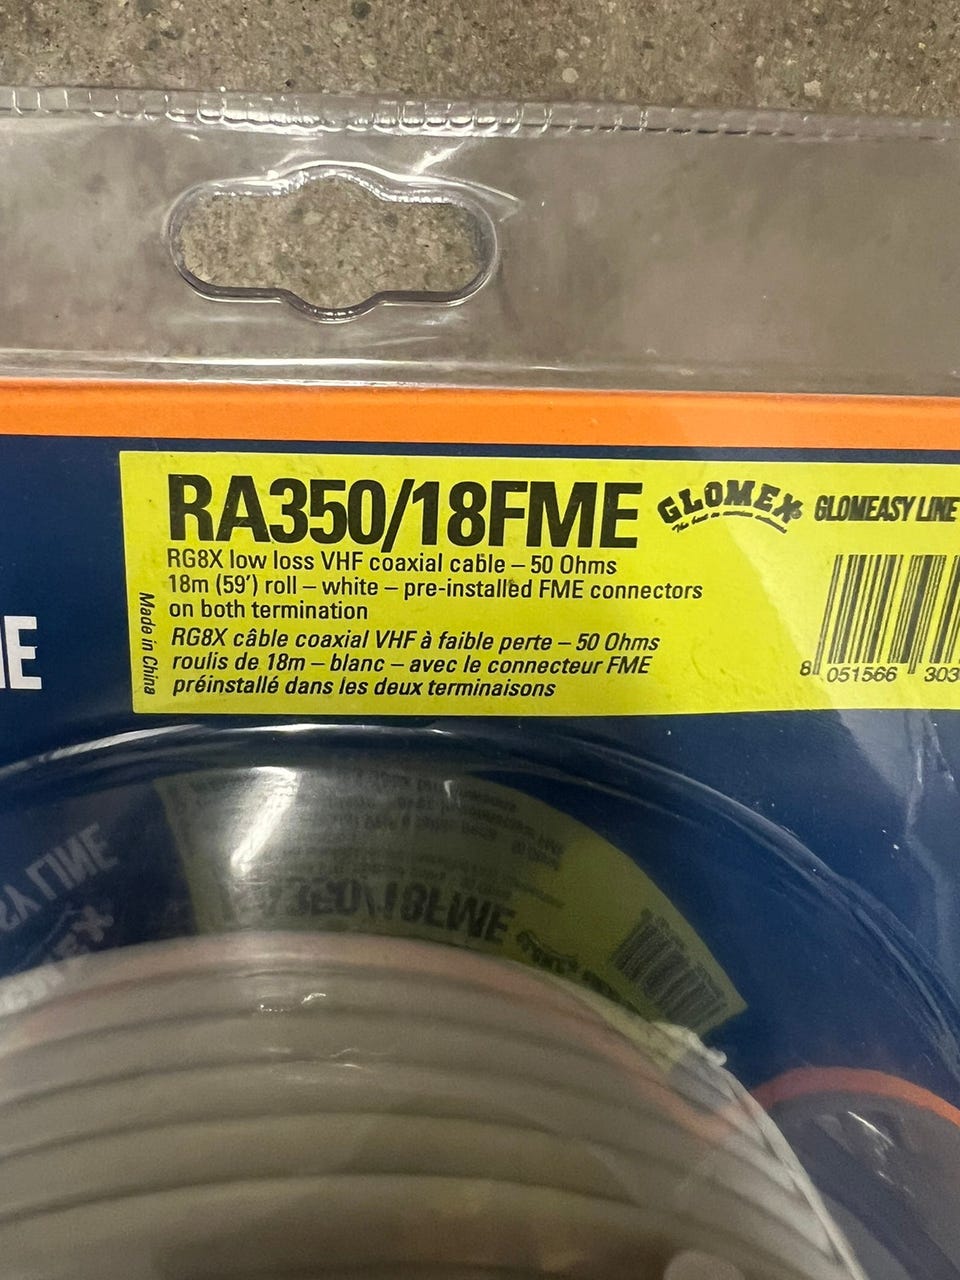 RA350/18FME
GLOMEX
GLOMEASY LINE
RG8X low loss VHF coaxial cable – 50 Ohms
18m (59') roll – white – pre-installed FME connectors
on both termination
RG8X câble coaxial VHF à faible perte – 50 Ohms
roulis de 18m – blanc – avec le connecteur FME
préinstallé dans les deux terminaisons
Made in China
8 051566 303
NE